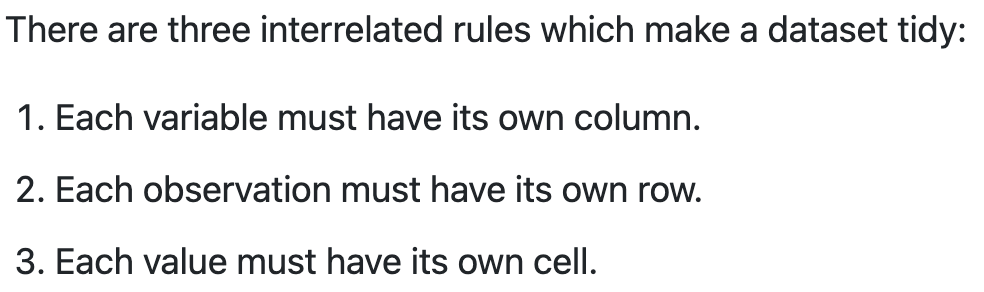 There are three interrelated rules which make a dataset tidy:
1. Each variable must have its own column.
2. Each observation must have its own row.
3. Each value must have its own cell.